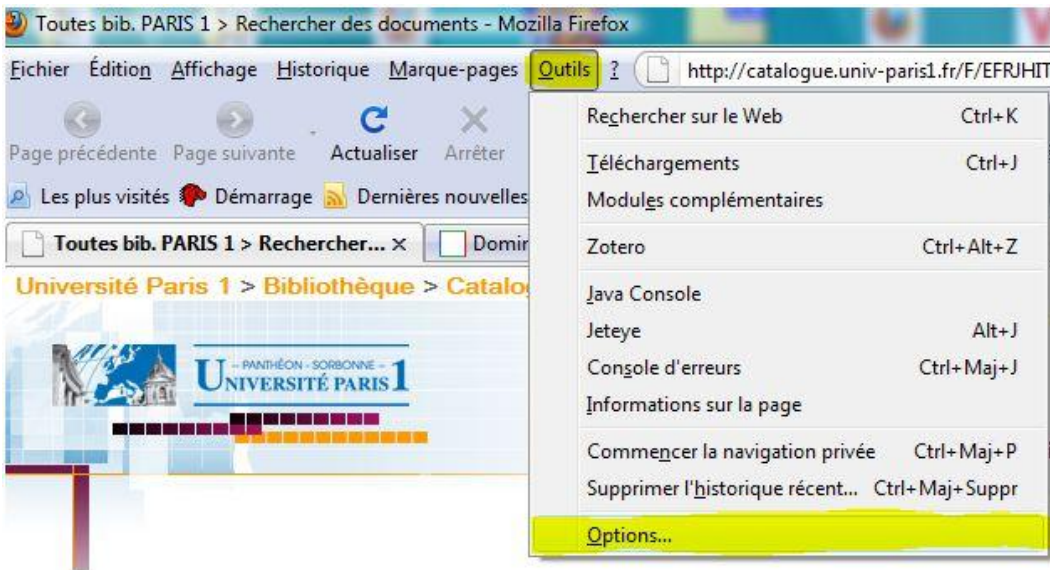 Toutes bib. PARIS 1 > Rechercher des documents - Mozilla Firefox
Fichier Édition Affichage Historique Marque-pages Outils ? http://catalogue.univ-paris1.fr/F/EFRJHIT
Page précédente Page suivante Actualiser Arrêter
Les plus visités Démarrage Dernières nouvelles
Toutes bib. PARIS 1 > Rechercher... × Domin
Université Paris 1 > Bibliothèque > Catalo
– PANTHÉON - SORBONNE –
UNIVERSITÉ PARIS 1
Rechercher sur le Web Ctrl+K
Téléchargements Ctrl+J
Modules complémentaires
Zotero Ctrl+Alt+Z
Java Console
Jeteye Alt+J
Console d'erreurs Ctrl+Maj+J
Informations sur la page
Commencer la navigation privée Ctrl+Maj+P
Supprimer l'historique récent... Ctrl+Maj+Suppr
Options...